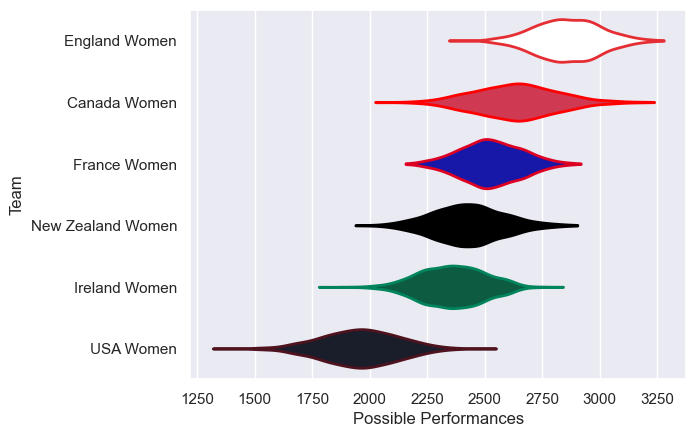 England Women
Canada Women
France Women
New Zealand Women
Ireland Women
USA Women
Team
1250 1500 1750 2000 2250 2500 2750 3000 3250
Possible Performances